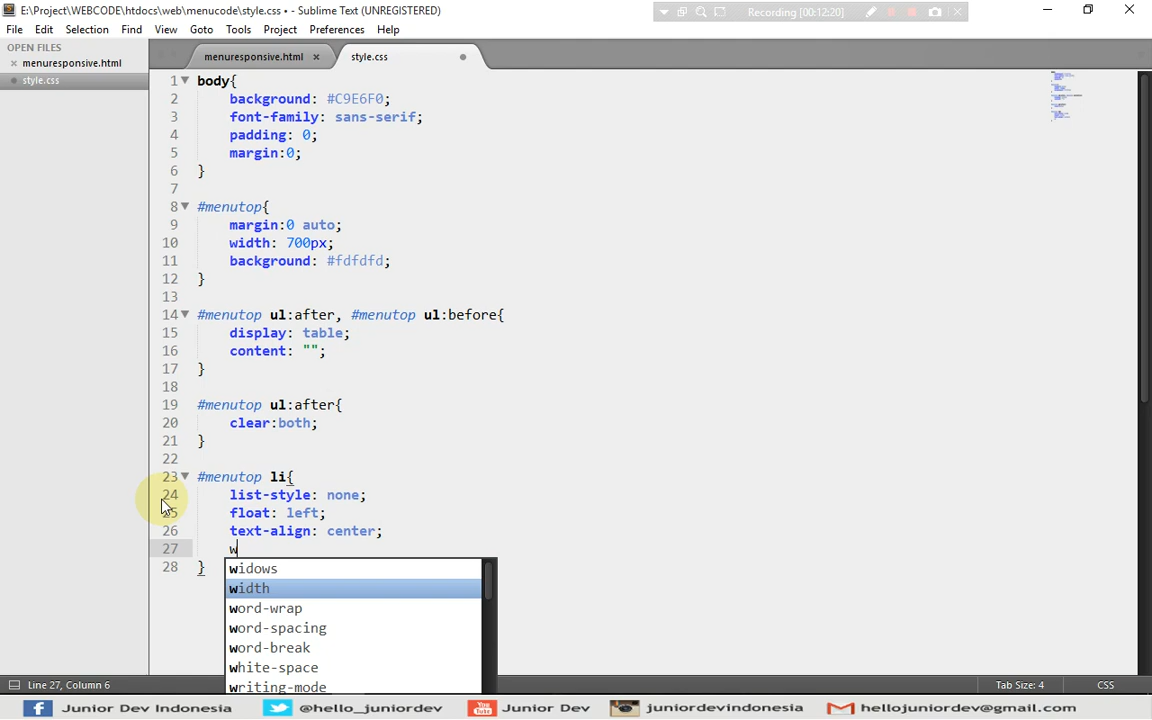 E:\Project\WEBCODE\htdocs\web\menucode\style.css • - Sublime Text (UNREGISTERED)
Recording [00:12:20]
File Edit Selection Find View Goto Tools Project Preferences Help
OPEN FILES
menuresponsive.html
style.css
menuresponsive.html
style.css
1 body{
2 background: #C9E6F0;
3 font-family: sans-serif;
4 padding: 0;
5 margin:0;
6 }
7
8 #menutop{
9 margin:0 auto;
10 width: 700px;
11 background: #fdfdfd;
12 }
13
14 #menutop ul:after, #menutop ul:before{
15 display: table;
16 content: "";
17 }
18
19 #menutop ul:after{
20 clear:both;
21 }
22
23 #menutop li{
24 list-style: none;
25 float: left;
26 text-align: center;
27 w
28 }
widows
width
word-wrap
word-spacing
word-break
white-space
writing-mode
Line 27, Column 6
Tab Size: 4
CSS
Junior Dev Indonesia
@hello_juniordev
You Tube
Junior Dev
juniordevindonesia
hellojuniordev@gmail.com